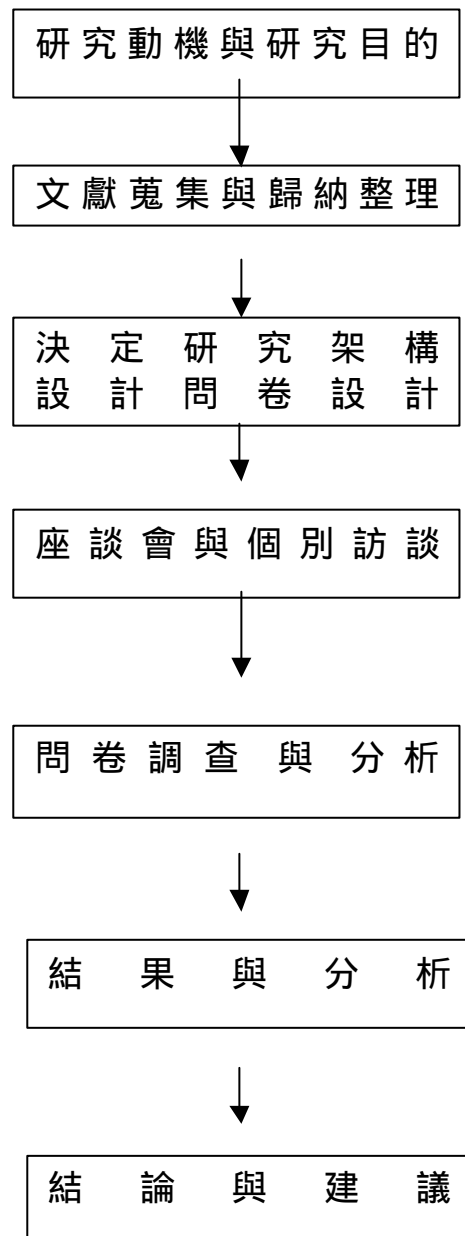 研究動機與研究目的
文獻蒐集與歸納整理
決定研究架構
設計問卷設計
座談會與個別訪談
問卷調查與分析
結果與分析
結論與建議